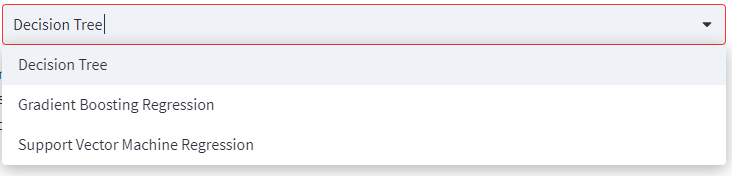 Decision Tree
Decision Tree
Gradient Boosting Regression
Support Vector Machine Regression